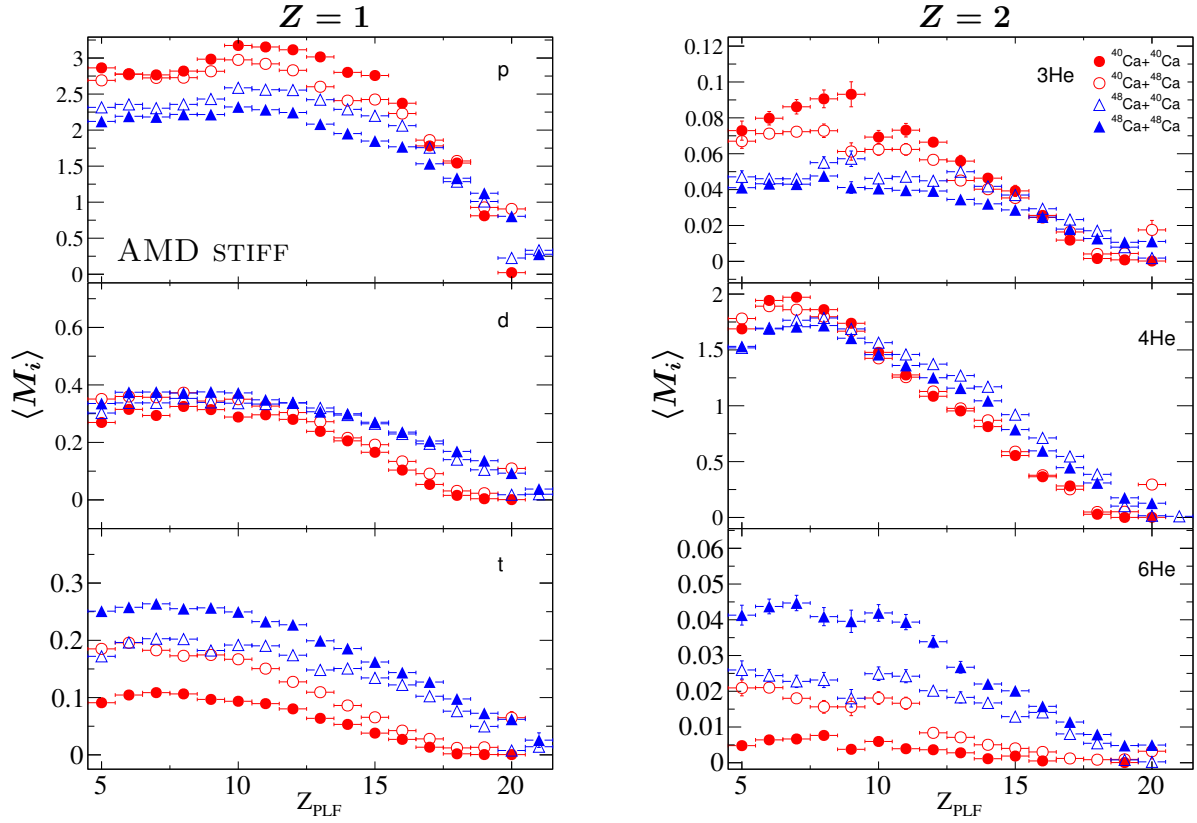 Z = 1
Z = 2
⟨M_i⟩
3
2.5
2
1.5
1
0.5
0
p
AMD STIFF
0.6
0.4
0.2
0
d
0.3
0.2
0.1
0
t
5
10
15
20
Z_PLF
⟨M_i⟩
0.12
0.1
0.08
0.06
0.04
0.02
0
3He
⁴⁰Ca+⁴⁰Ca
⁴⁰Ca+⁴⁸Ca
⁴⁸Ca+⁴⁰Ca
⁴⁸Ca+⁴⁸Ca
2
1.5
1
0.5
0
4He
0.06
0.05
0.04
0.03
0.02
0.01
0
6He
5
10
15
20
Z_PLF